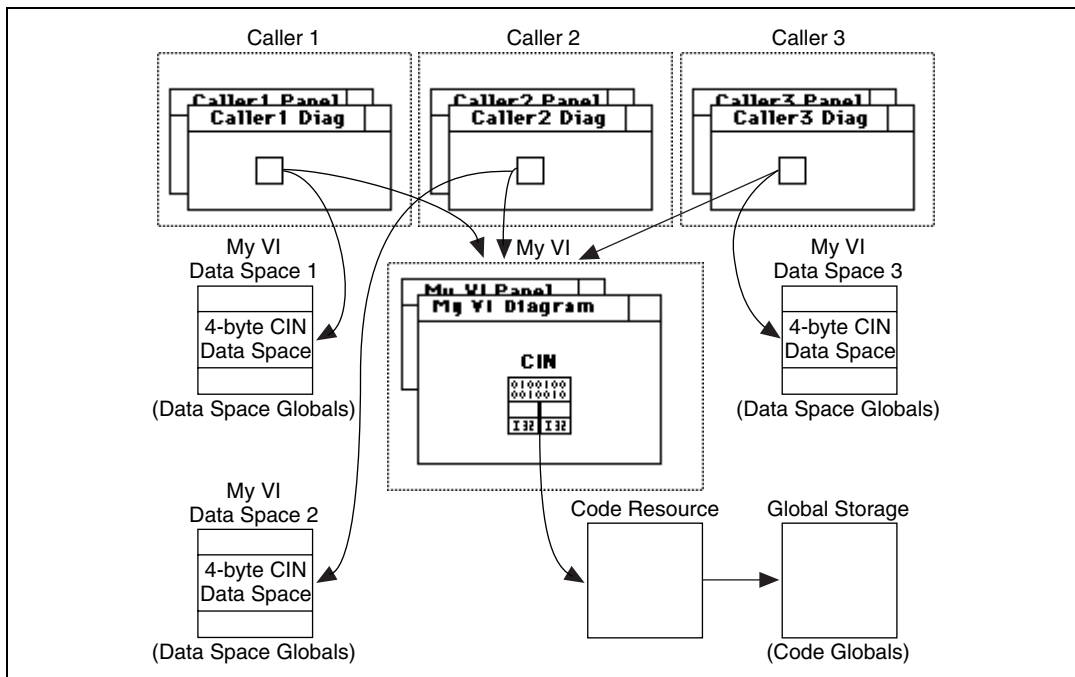 Caller 1
Caller 2
Caller 3
Caller1 Panel
Caller1 Diag
Caller2 Panel
Caller2 Diag
Caller3 Panel
Caller3 Diag
My VI
Data Space 1
4-byte CIN
Data Space
(Data Space Globals)
My VI
My VI Panel
My VI Diagram
CIN
0100100
0010010
I32 I32
My VI
Data Space 3
4-byte CIN
Data Space
(Data Space Globals)
My VI
Data Space 2
4-byte CIN
Data Space
(Data Space Globals)
Code Resource
Global Storage
(Code Globals)